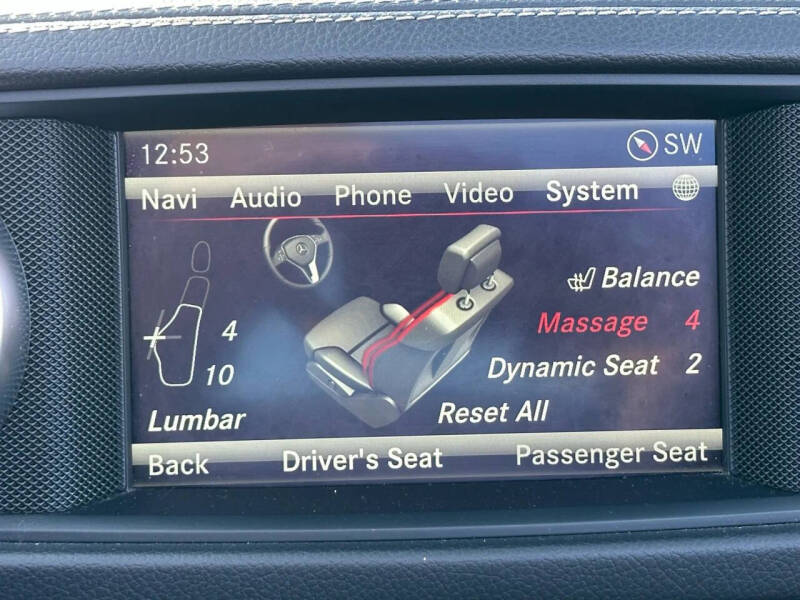 12:53 SW
Navi Audio Phone Video System
Balance
4 Massage 4
10 Dynamic Seat 2
Lumbar Reset All
Back Driver's Seat Passenger Seat